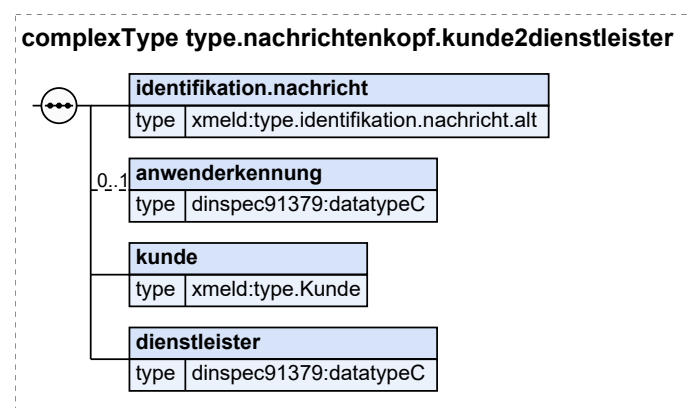 complexType type.nachrichtenkopf.kunde2dienstleister
identifikation.nachricht
type xmeld:type.identifikation.nachricht.alt
0..1
anwenderkennung
type dinspec91379:datatypeC
kunde
type xmeld:type.Kunde
dienstleister
type dinspec91379:datatypeC